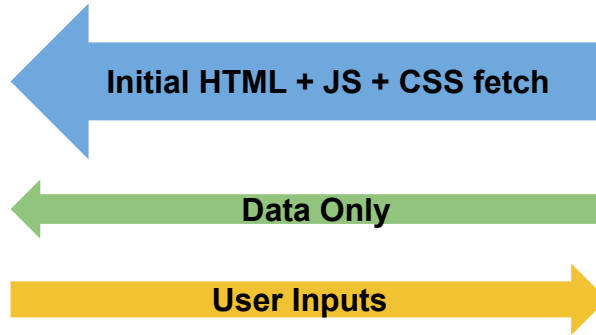 Initial HTML + JS + CSS fetch
Data Only
User Inputs